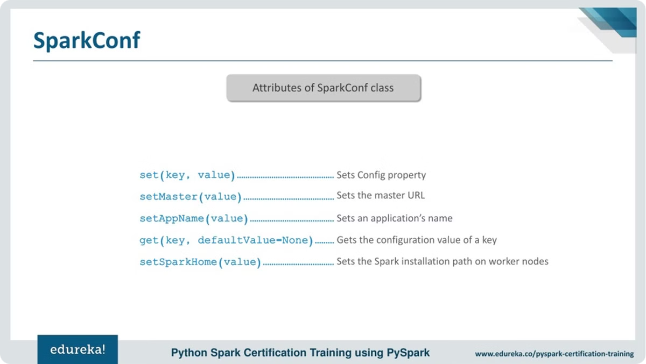 SparkConf
Attributes of SparkConf class
set(key, value)........................................ Sets Config property
setMaster(value)..................................... Sets the master URL
setAppName(value)................................... Sets an application's name
get(key, defaultValue=None)........ Gets the configuration value of a key
setSparkHome(value).............................. Sets the Spark installation path on worker nodes
edureka!
Python Spark Certification Training using PySpark
www.edureka.co/pyspark-certification-training